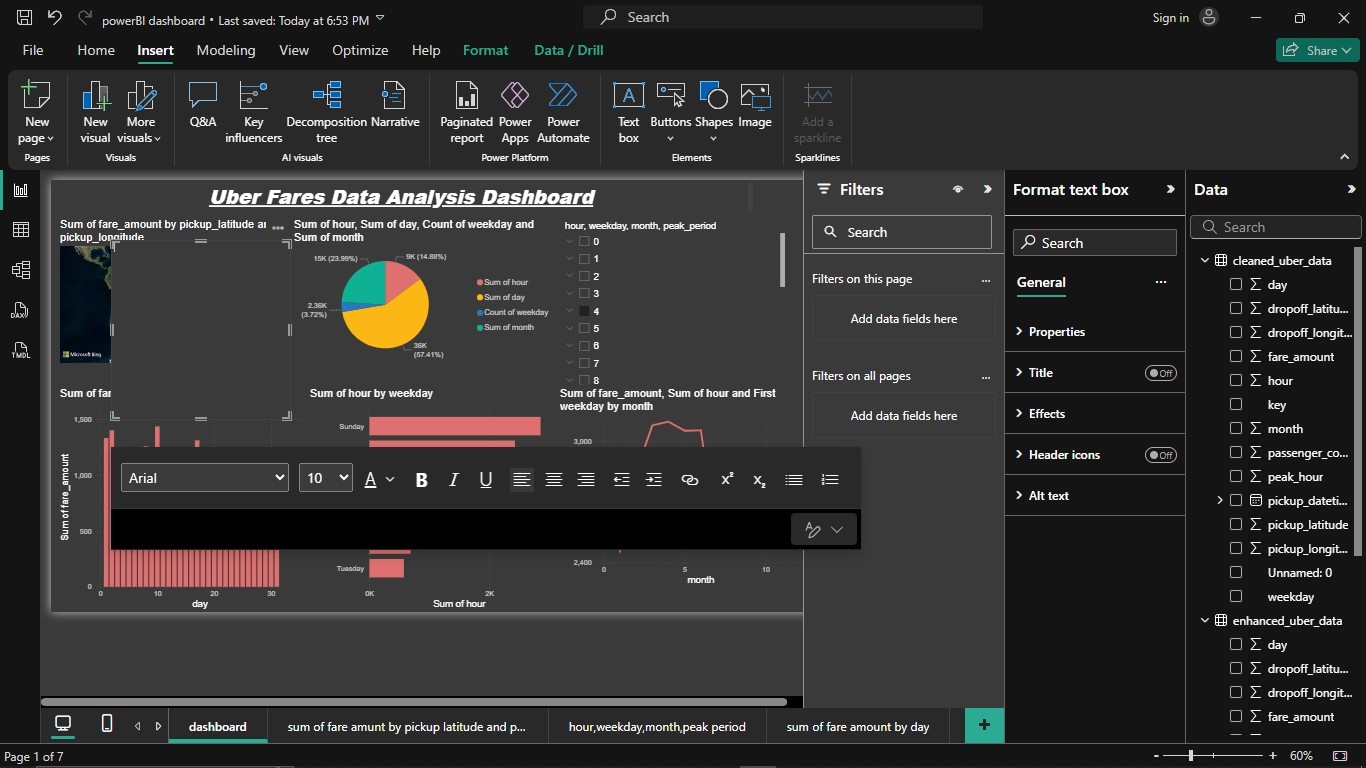 powerBI dashboard • Last saved: Today at 6:53 PM
Search
Sign in
File Home Insert Modeling View Optimize Help Format Data / Drill
Share
New page
New visual
More visuals
Q&A
Key influencers
Decomposition tree
Narrative
Paginated report
Power Apps
Power Automate
Text box
Buttons
Shapes
Image
Add a sparkline
Pages
Visuals
AI visuals
Power Platform
Elements
Sparklines
Uber Fares Data Analysis Dashboard
Sum of fare_amount by pickup_latitude
pickup_longitude
Microsoft Bing
Sum of hour, Sum of day, Count of weekday and
Sum of month
15K (23.99%)
9K (14.88%)
2.36K
(3.72%)
36K
(57.41%)
Sum of hour
Sum of day
Count of weekday
Sum of month
hour, weekday, month, peak_period
0
1
2
3
4
5
6
7
8
Sum of far
1,500
1,000
500
0
Sum of fare_amount
0 10 20 30
day
Sum of hour by weekday
Sunday
Tuesday
0K 2K
Sum of hour
Sum of fare_amount, Sum of hour and First
weekday by month
3,000
2,400
0 5 10
month
Arial
10
A B I U
Filters
Search
Filters on this page
Add data fields here
Filters on all pages
Add data fields here
Format text box
Search
General
Properties
Title Off
Effects
Header icons Off
Alt text
Data
Search
cleaned_uber_data
day
dropoff_latitu...
dropoff_longit...
fare_amount
hour
key
month
passenger_co...
peak_hour
pickup_dateti...
pickup_latitude
pickup_longit...
Unnamed: 0
weekday
enhanced_uber_data
day
dropoff_latitu...
dropoff_longit...
fare_amount
dashboard
sum of fare amunt by pickup latitude and p...
hour,weekday,month,peak period
sum of fare amount by day
+
Page 1 of 7
- + 60%